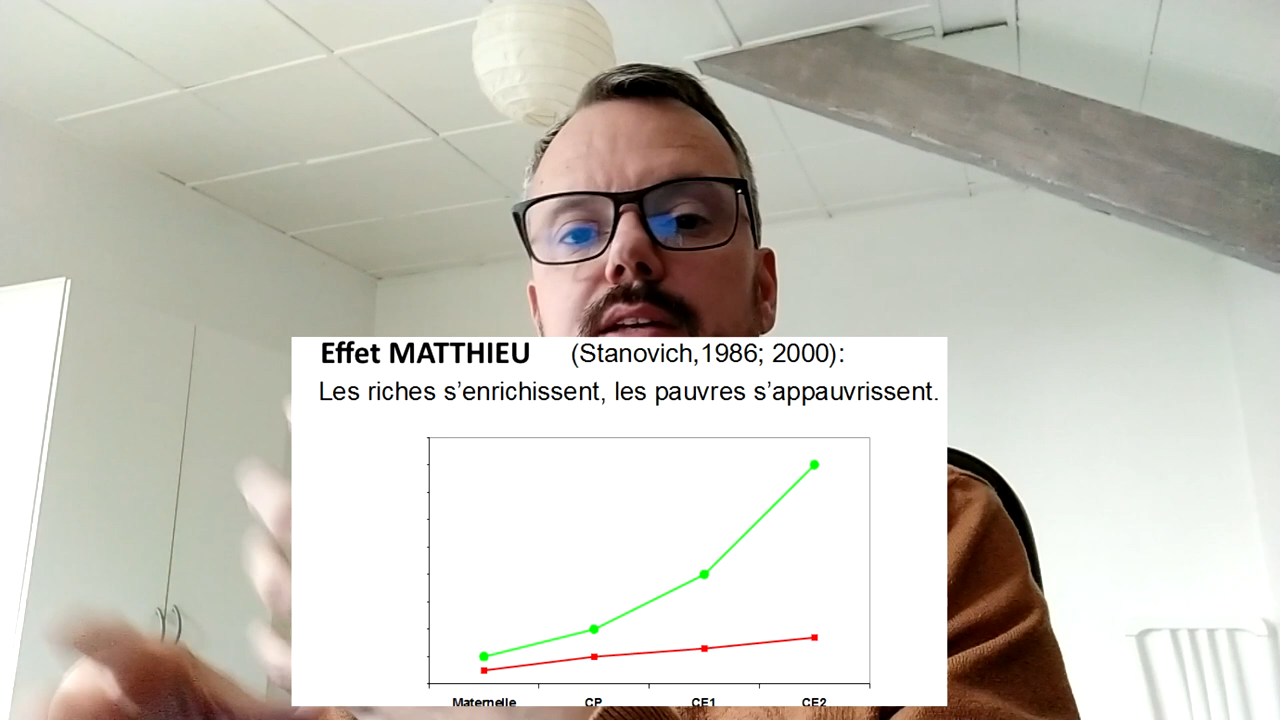 Effet MATTHIEU (Stanovich,1986; 2000):
Les riches s’enrichissent, les pauvres s’appauvrissent.
Maternelle CP CE1 CE2